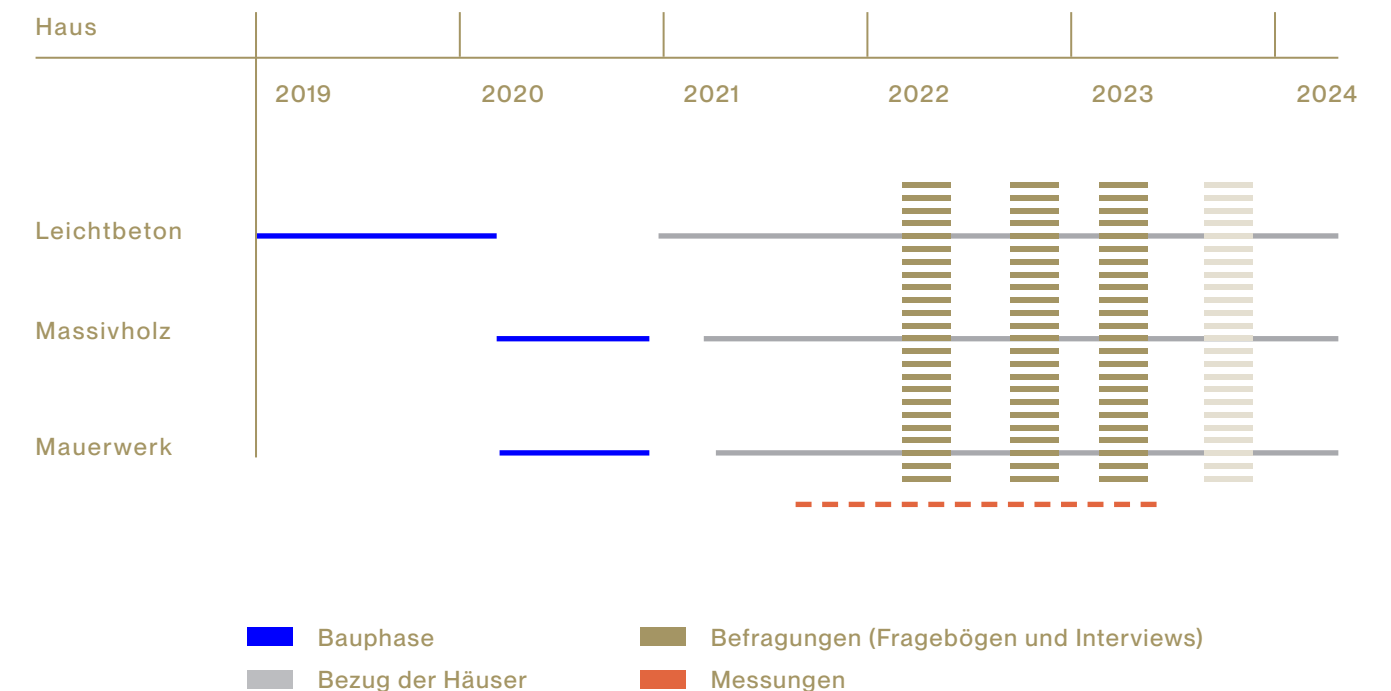 Haus
2019 2020 2021 2022 2023 2024
Leichtbeton
Massivholz
Mauerwerk
Bauphase
Befragungen (Fragebögen und Interviews)
Bezug der Häuser
Messungen